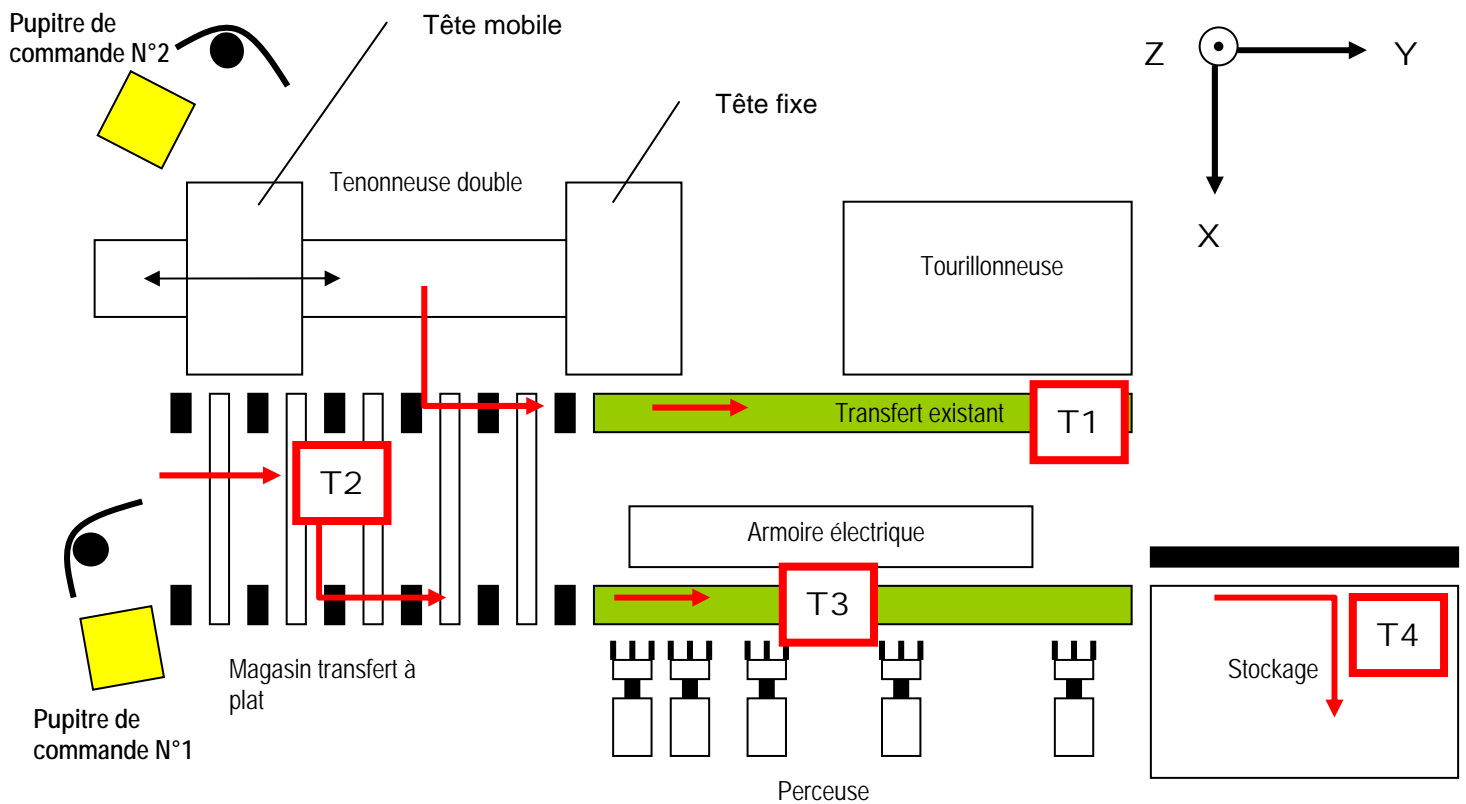 Pupitre de
commande N°2
Tête mobile
Z
Y
X
Tête fixe
Tenonneuse double
Tourillonneuse
Transfert existant
T1
T2
Armoire électrique
T3
T4
Stockage
Magasin transfert à
plat
Pupitre de
commande N°1
Perceuse